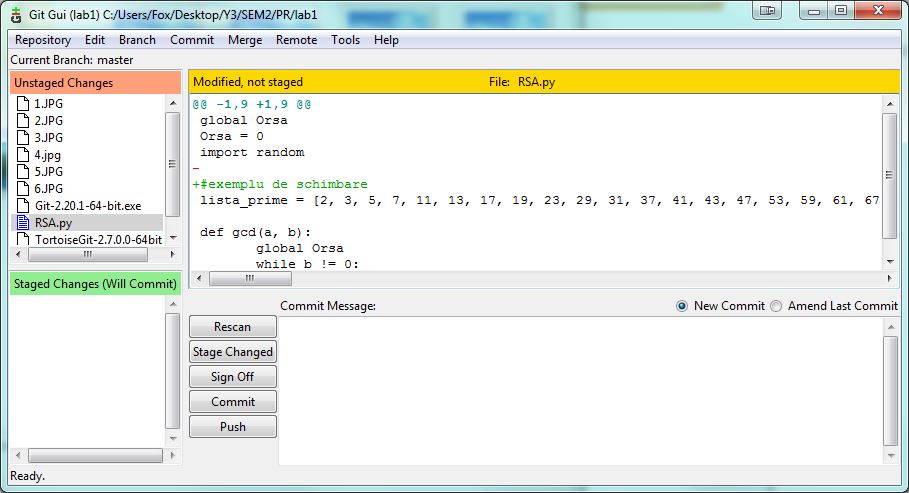 Git Gui (lab1) C:/Users/Fox/Desktop/Y3/SEM2/PR/lab1
Repository Edit Branch Commit Merge Remote Tools Help
Current Branch: master
Unstaged Changes
1.JPG
2.JPG
3.JPG
4.jpg
5.JPG
6.JPG
Git-2.20.1-64-bit.exe
RSA.py
TortoiseGit-2.7.0.0-64bit
Staged Changes (Will Commit)
Modified, not staged File: RSA.py
@@ -1,9 +1,9 @@
global Orsa
Orsa = 0
import random
-
+#exemplu de schimbare
lista_prime = [2, 3, 5, 7, 11, 13, 17, 19, 23, 29, 31, 37, 41, 43, 47, 53, 59, 61, 67
def gcd(a, b):
global Orsa
while b != 0:
Commit Message: New Commit Amend Last Commit
Rescan
Stage Changed
Sign Off
Commit
Push
Ready.